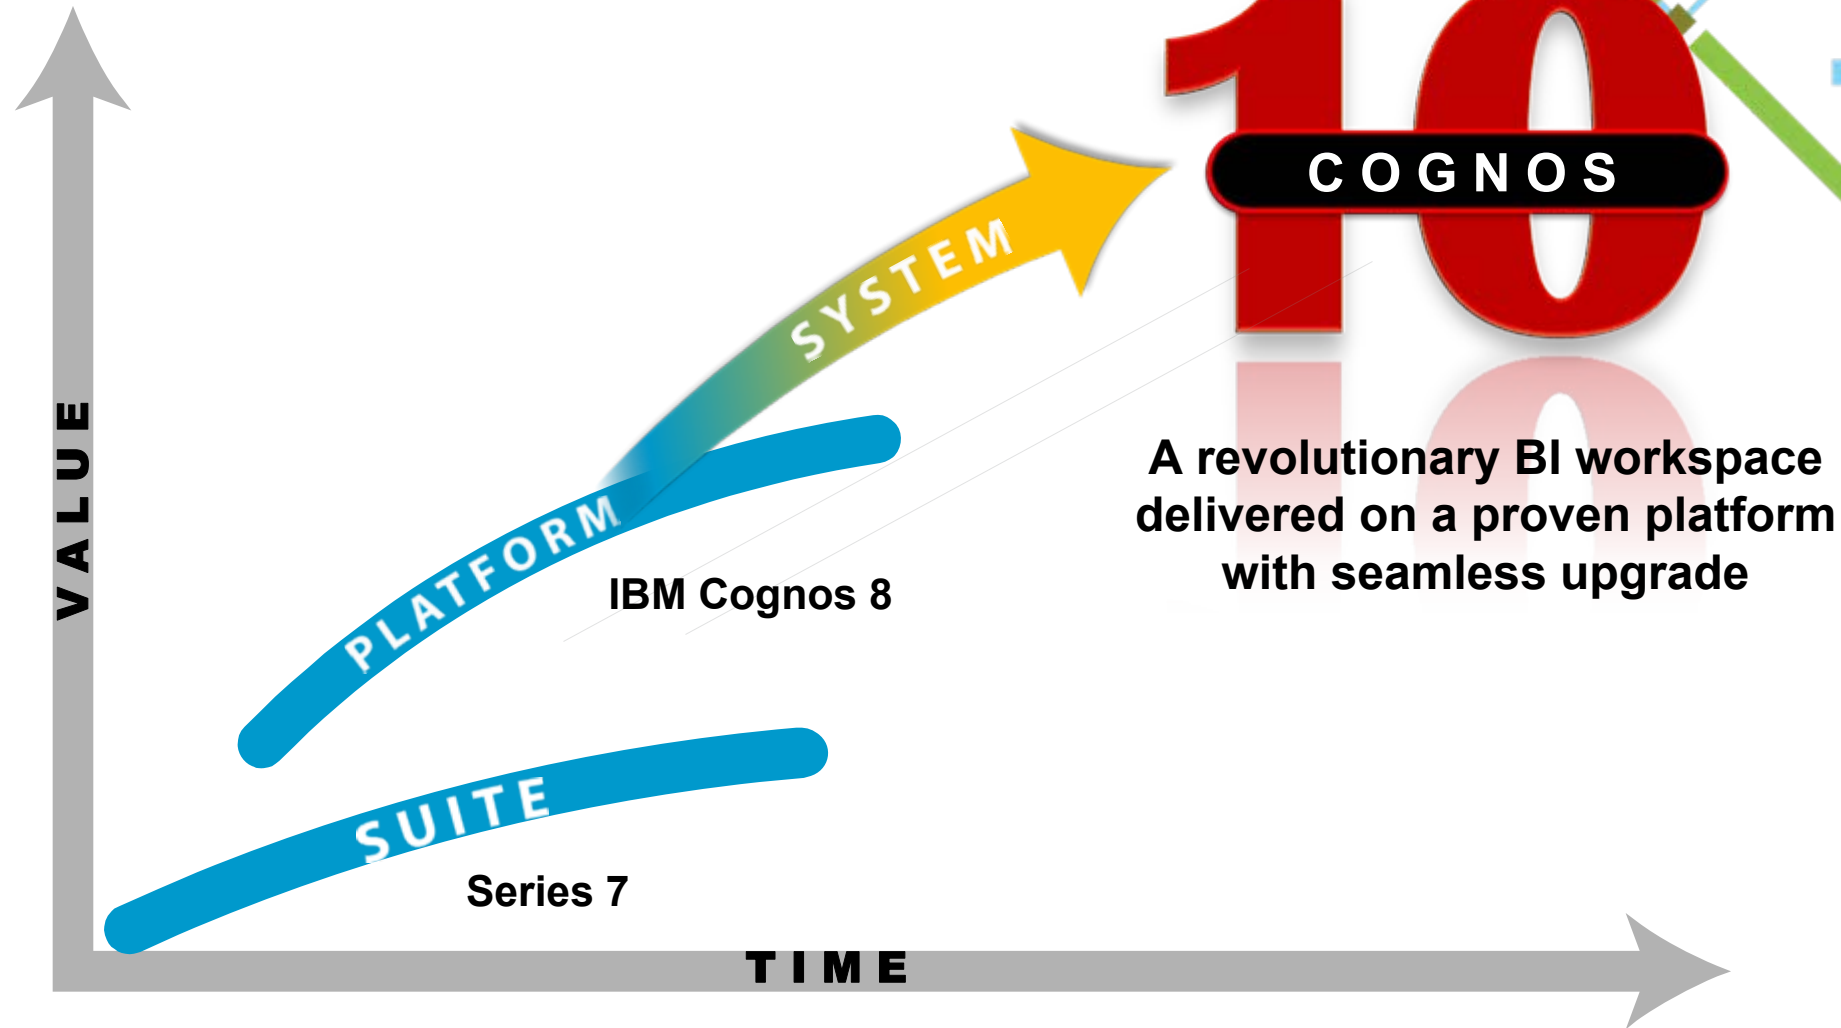 10
COGNOS
SYSTEM
A revolutionary BI workspace
delivered on a proven platform
with seamless upgrade
PLATFORM
IBM Cognos 8
VALUE
SUITE
Series 7
TIME